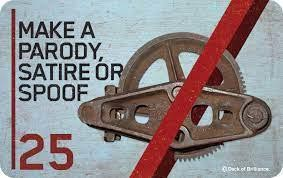 MAKE A
PARODY,
SATIRE OR
SPOOF
25
© Deck of Brilliance.